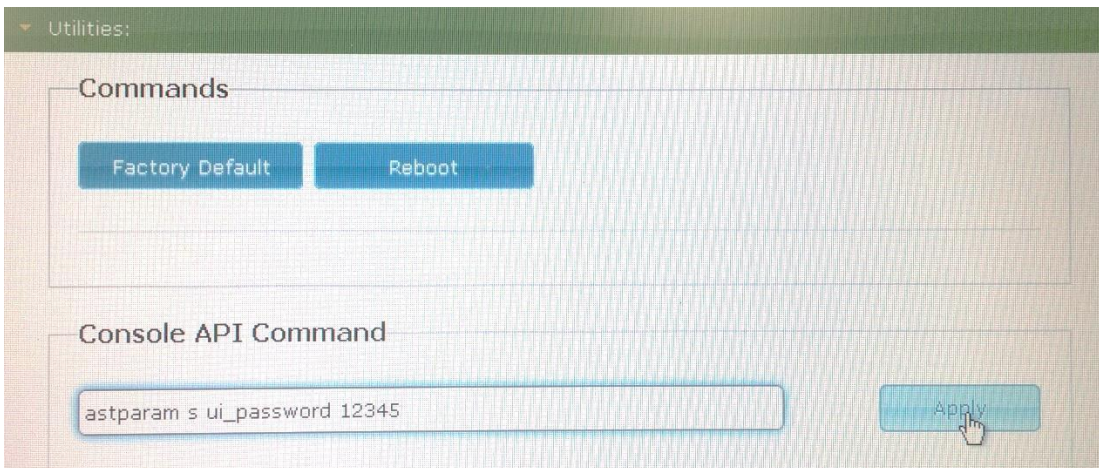 Utilities:
Commands
Factory Default
Reboot
Console API Command
astparam s ui_password 12345
Apply